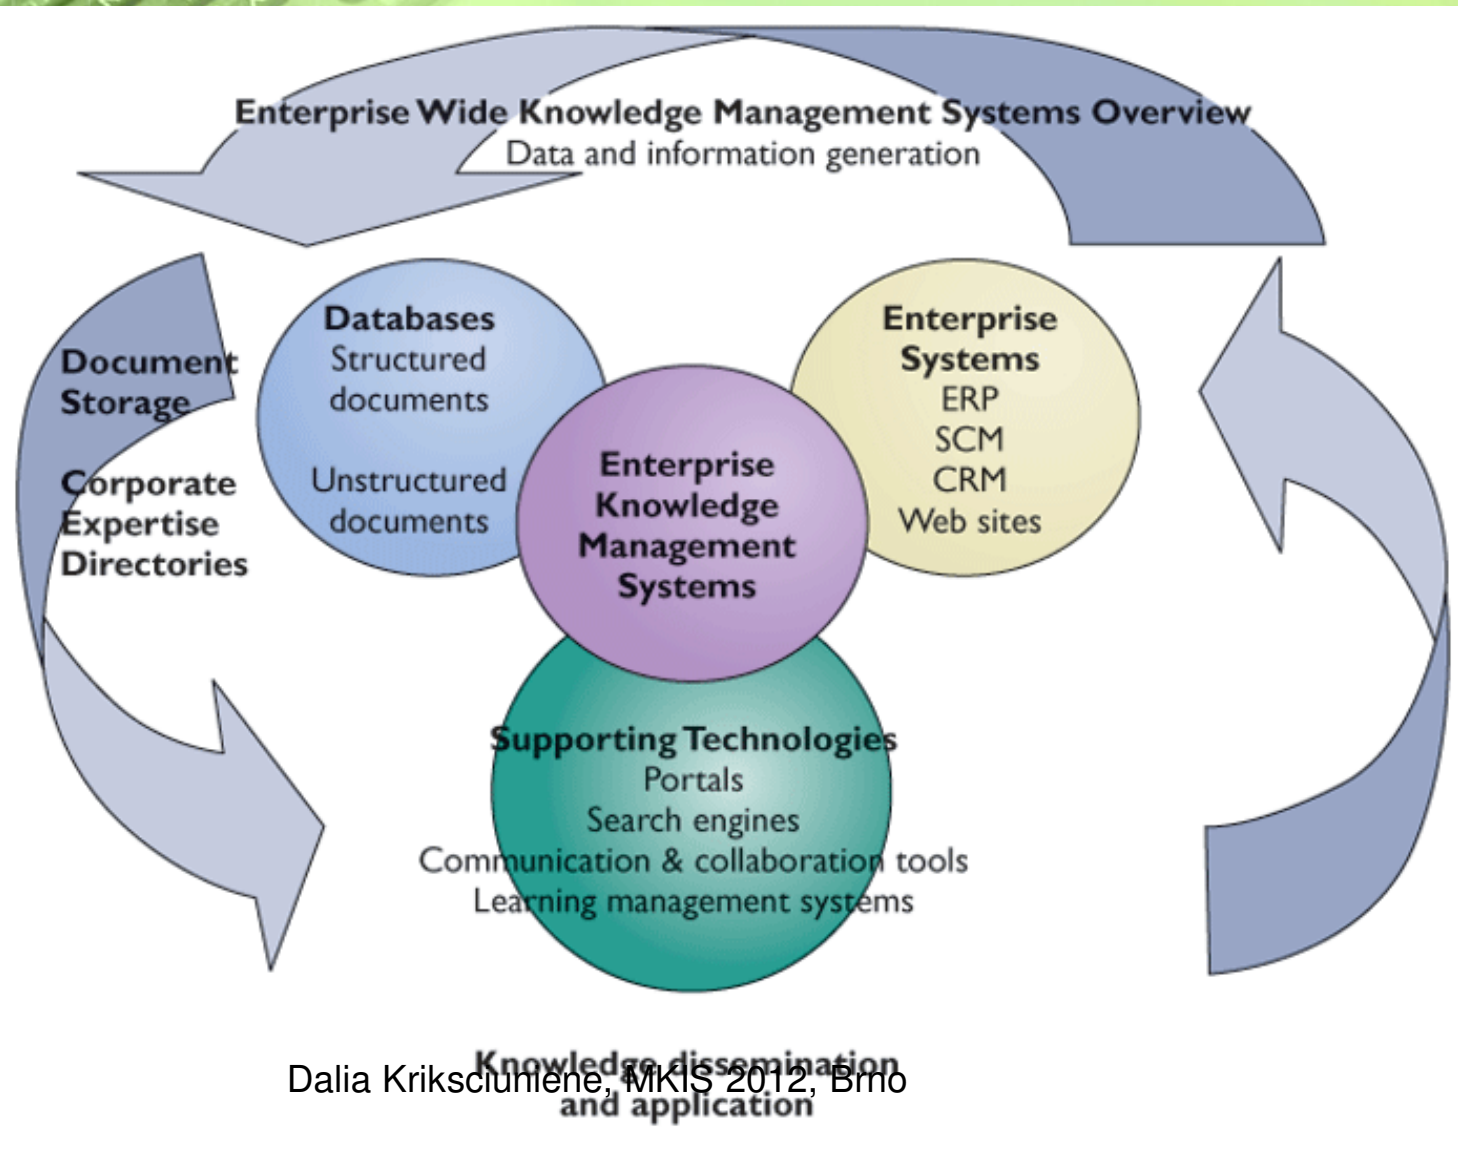 Enterprise Wide Knowledge Management Systems Overview
Data and information generation
Document
Storage
Corporate
Expertise
Directories
Databases
Structured
documents
Unstructured
documents
Enterprise
Knowledge
Management
Systems
Enterprise
Systems
ERP
SCM
CRM
Web sites
Supporting Technologies
Portals
Search engines
Communication & collaboration tools
Learning management systems
Knowledge dissemination
and application
Dalia Kriksciuniene, MKIS 2012, Brno